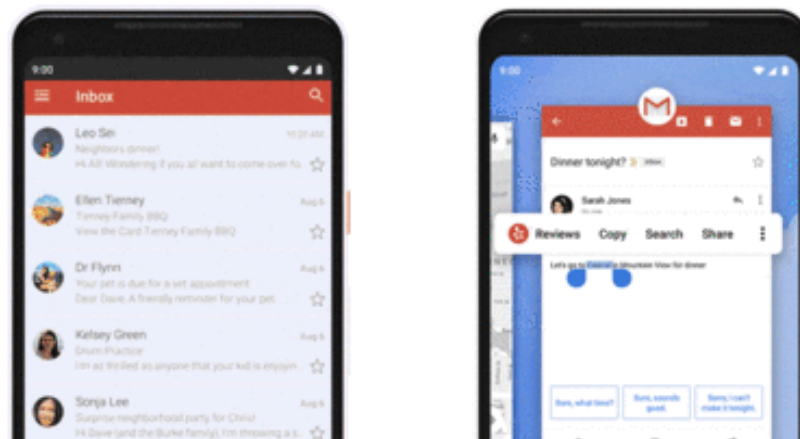 9:00
Inbox
Leo Sei
10:20 AM
Neighbors dinner!
Hi All! Wondering if you all want to come over fo
Ellen Tierney
Aug 6
Tierney Family BBQ
View the Card Tierney Family BBQ
Dr Flynn
Aug 6
Your pet is due for a vet appointment
Dear Dave, A friendly reminder for your pet
Kelsey Green
Aug 6
Drum Practice
I'm as thrilled as anyone that your kid is enjoyin
Sonja Lee
Aug 6
Surprise neighborhood party for Chris!
Hi Dave (and the Burke family), I'm throwing a s
9:00
Dinner tonight?
Inbox
Sarah Jones
Reviews Copy Search Share
Let's go to in Mountain View for dinner
Sure, what time?
Sure, sounds
good.
Sorry, I can't
make it tonight.